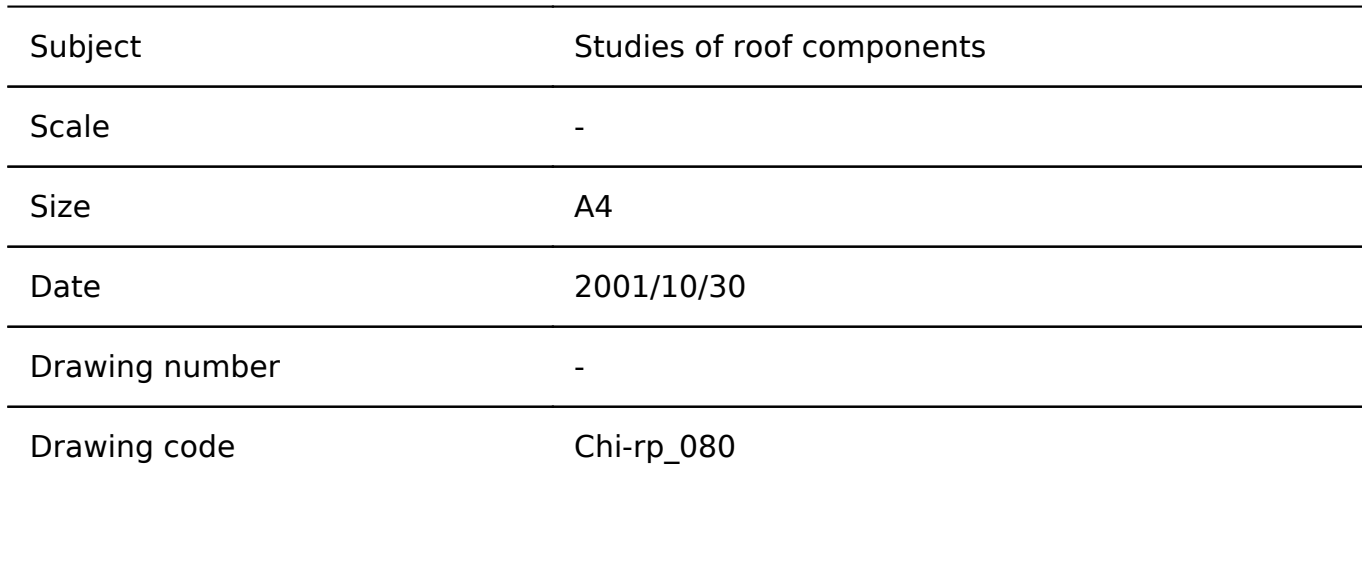 Subject Studies of roof components
Scale -
Size A4
Date 2001/10/30
Drawing number -
Drawing code Chi-rp_080